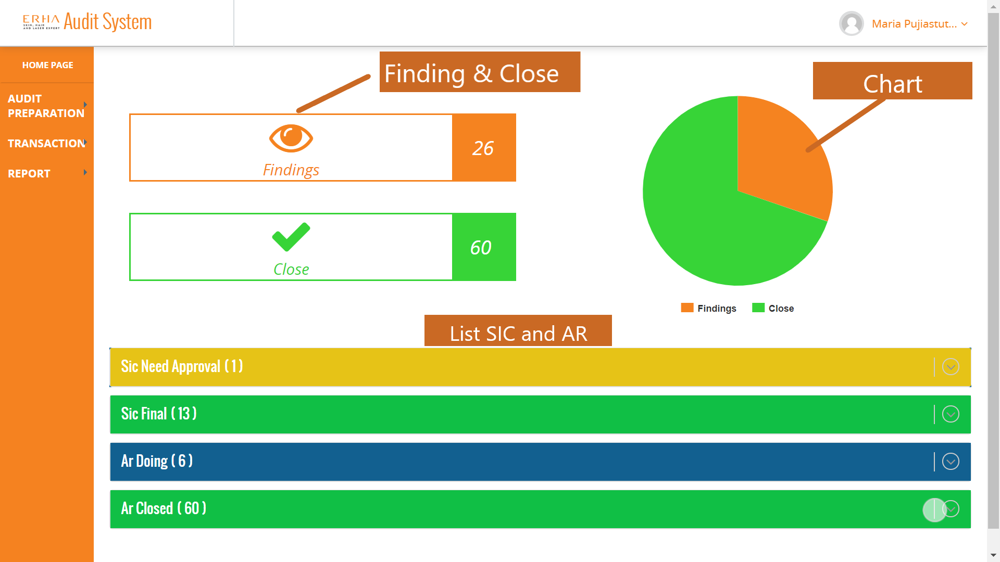 ERHA
SKIN, HAIR
AND LASER EXPERT
Audit System
Maria Pujiastut...
HOME PAGE
AUDIT
PREPARATION
TRANSACTION
REPORT
Finding & Close
Chart
Findings
26
Close
60
Findings
Close
List SIC and AR
Sic Need Approval ( 1 )
Sic Final ( 13 )
Ar Doing ( 6 )
Ar Closed ( 60 )